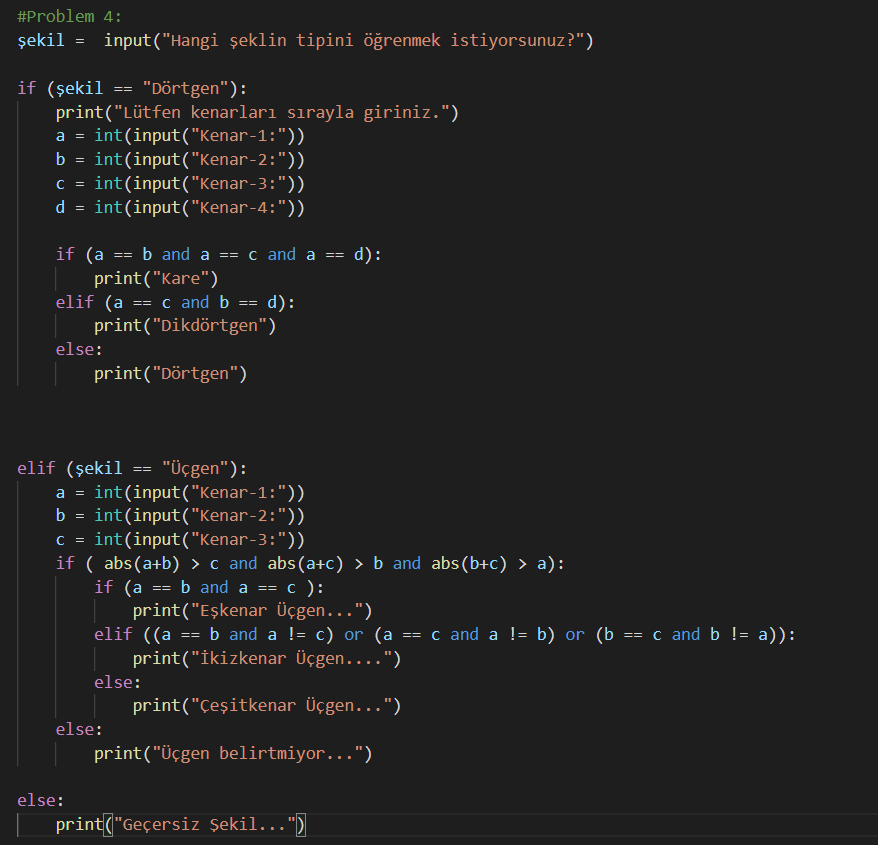 #Problem 4:
şekil =  input("Hangi şeklin tipini öğrenmek istiyorsunuz?")
if (şekil == "Dörtgen"):
    print("Lütfen kenarları sırayla giriniz.")
    a = int(input("Kenar-1:"))
    b = int(input("Kenar-2:"))
    c = int(input("Kenar-3:"))
    d = int(input("Kenar-4:"))
    if (a == b and a == c and a == d):
        print("Kare")
    elif (a == c and b == d):
        print("Dikdörtgen")
    else:
        print("Dörtgen")
elif (şekil == "Üçgen"):
    a = int(input("Kenar-1:"))
    b = int(input("Kenar-2:"))
    c = int(input("Kenar-3:"))
    if ( abs(a+b) > c and abs(a+c) > b and abs(b+c) > a):
        if (a == b and a == c ):
            print("Eşkenar Üçgen...")
        elif ((a == b and a != c) or (a == c and a != b) or (b == c and b != a)):
            print("İkizkenar Üçgen....")
        else:
            print("Çeşitkenar Üçgen...")
    else:
        print("Üçgen belirtmiyor...")
else:
    print("Geçersiz Şekil...")